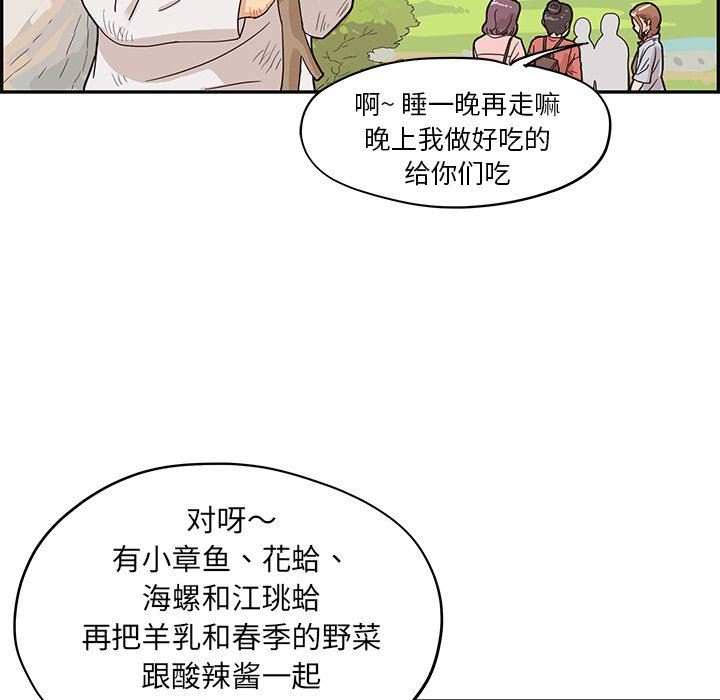 啊~ 睡一晚再走嘛
晚上我做好吃的
给你们吃
对呀～
有小章鱼、花蛤、
海螺和江珧蛤
再把羊乳和春季的野菜
跟酸辣酱一起